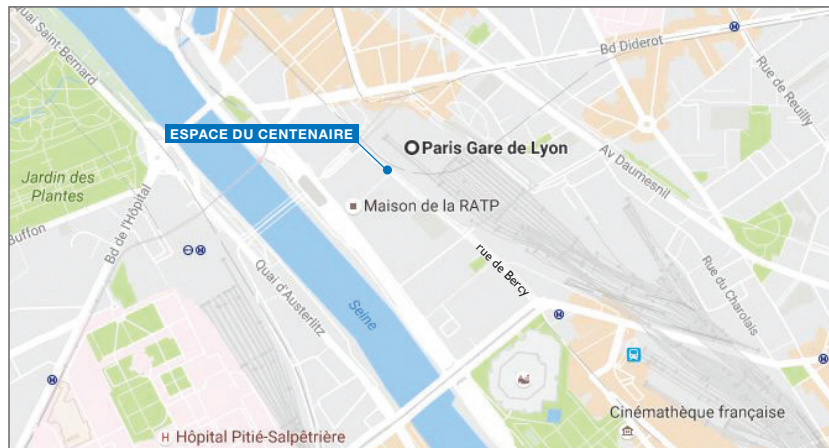 Quai Saint Bernard
Bd Diderot
Rue de Reuilly
ESPACE DU CENTENAIRE
Paris Gare de Lyon
Av Daumesnil
Jardin des
Plantes
Maison de la RATP
Buffon
Bd de l'Hôpital
Quai d'Austerlitz
Seine
rue de Bercy
Rue du Charolais
Cinémathèque française
H Hôpital Pitié-Salpêtrière